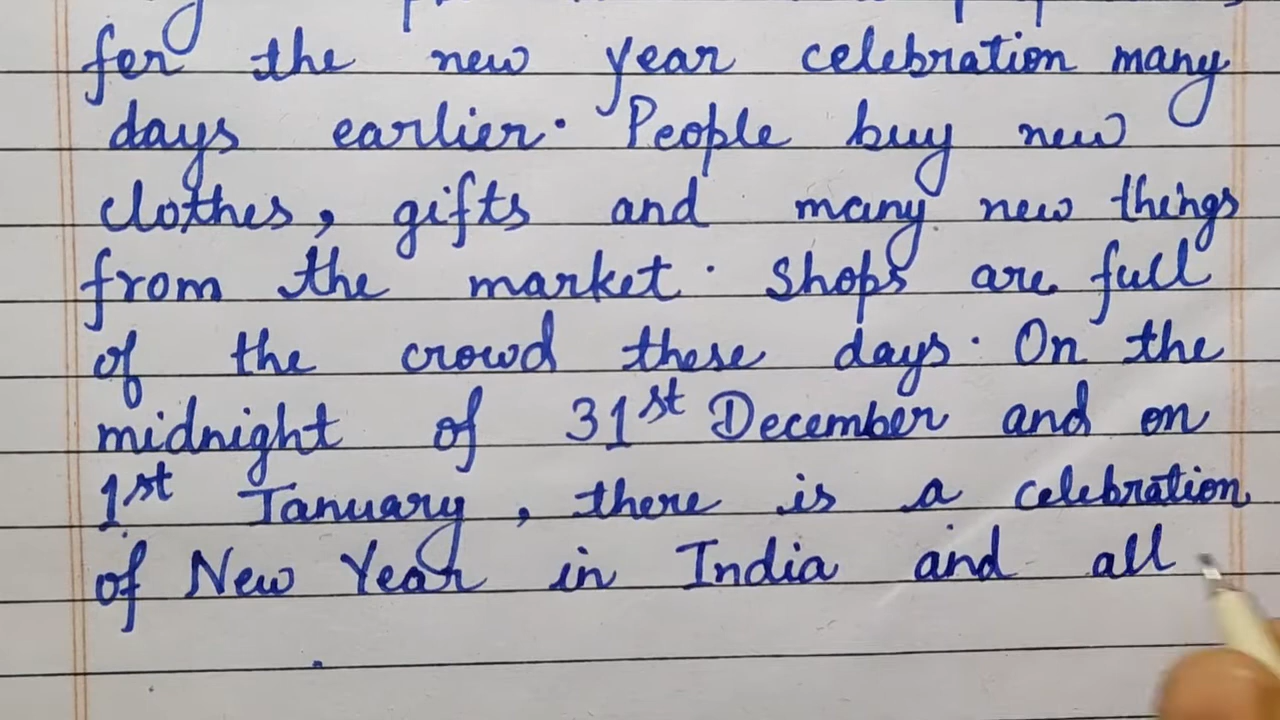 for the new year celebration many
days earlier. People buy new
clothes, gifts and many new things
from the market. Shops are full
of the crowd these days. On the
midnight of 31st December and on
1st January, there is a celebration
of New Year in India and all